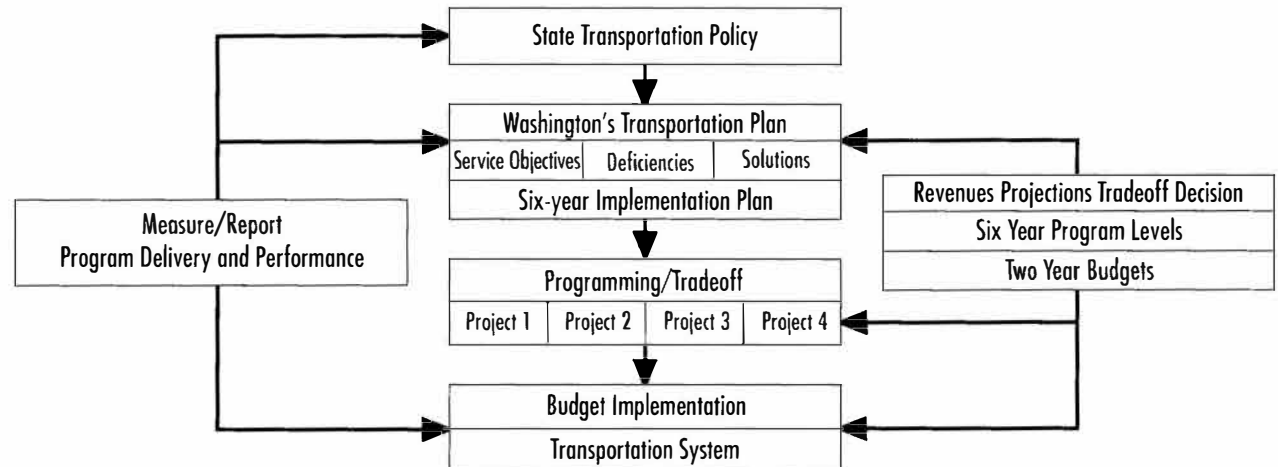 State Transportation Policy
Washington's Transportation Plan
Service Objectives
Deficiencies
Solutions
Six-year Implementation Plan
Measure/Report
Program Delivery and Performance
Revenues Projections Tradeoff Decision
Six Year Program Levels
Two Year Budgets
Programming/Tradeoff
Project 1
Project 2
Project 3
Project 4
Budget Implementation
Transportation System